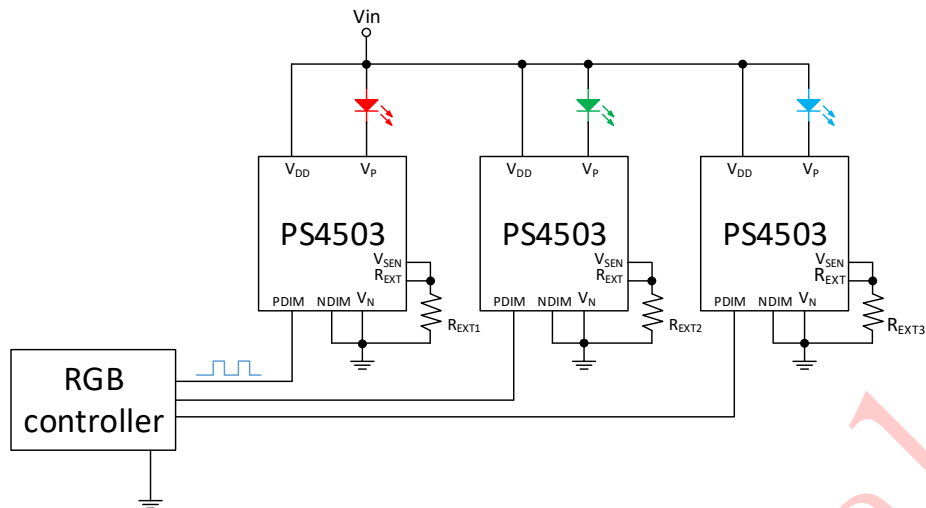 Vin
VDD VP VDD VP VDD VP
PS4503 PS4503 PS4503
VSEN VSEN VSEN
REXT REXT REXT
PDIM NDIM VN PDIM NDIM VN PDIM NDIM VN
REXT1 REXT2 REXT3
RGB
controller